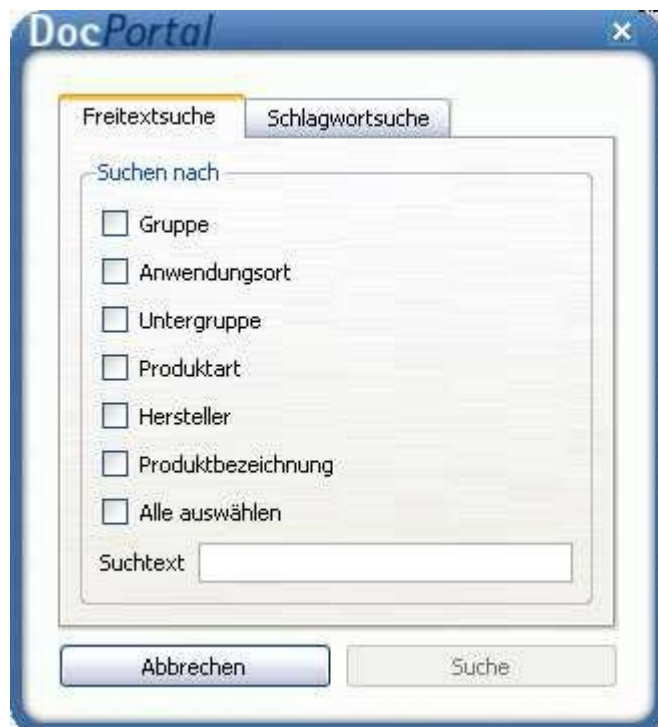 DocPortal
Freitextsuche Schlagwortsuche
Suchen nach
Gruppe
Anwendungsort
Untergruppe
Produktart
Hersteller
Produktbezeichnung
Alle auswählen
Suchtext
Abbrechen Suche